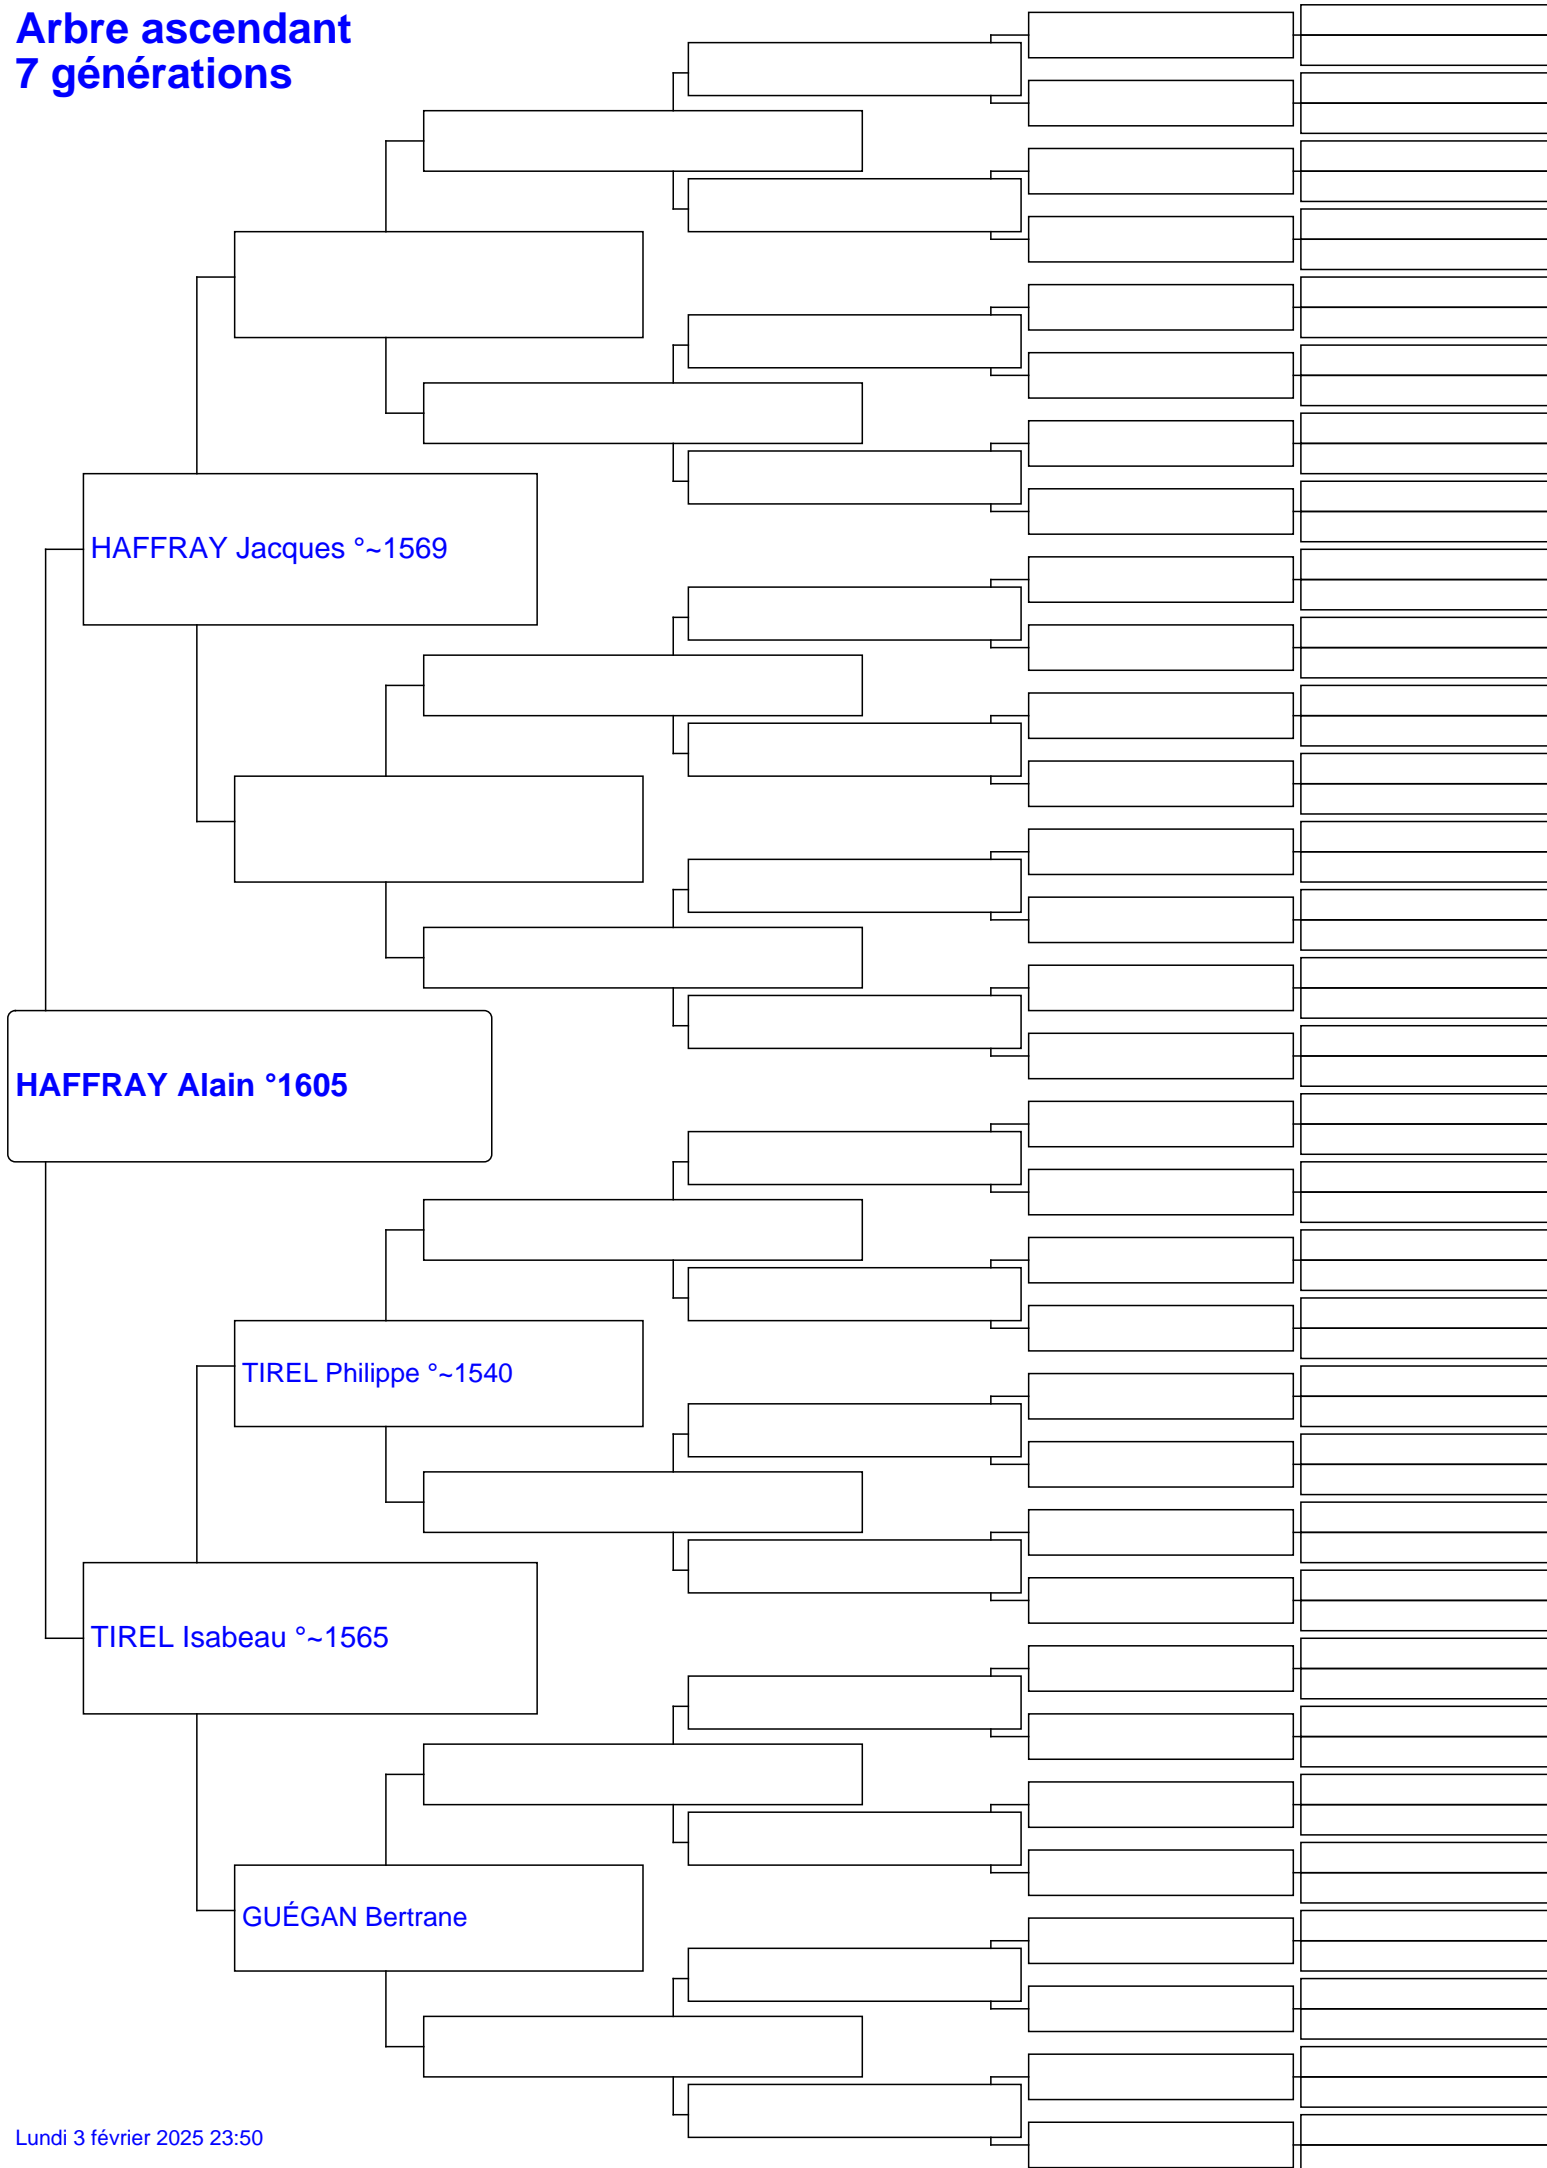 Arbre ascendant
7 générations
HAFFRAY Jacques °~1569
HAFFRAY Alain °1605
TIREL Philippe °~1540
TIREL Isabeau °~1565
GUÉGAN Bertrane
Lundi 3 février 2025 23:50